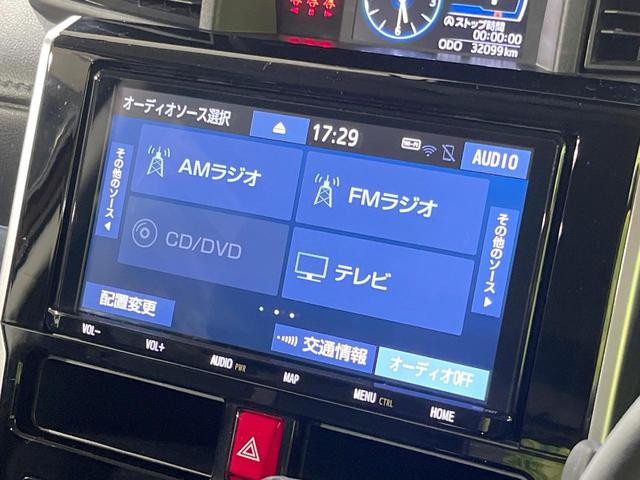 ストップ時間
00:00:00
ODO 32099km
オーディオソース選択
17:29
Wi-Fi
AUDIO
その他のソース
AMラジオ
FMラジオ
CD/DVD
テレビ
その他のソース
配置変更
交通情報
オーディオOFF
VOL−
VOL+
AUDIO PWR
MAP
MENU CTRL
HOME